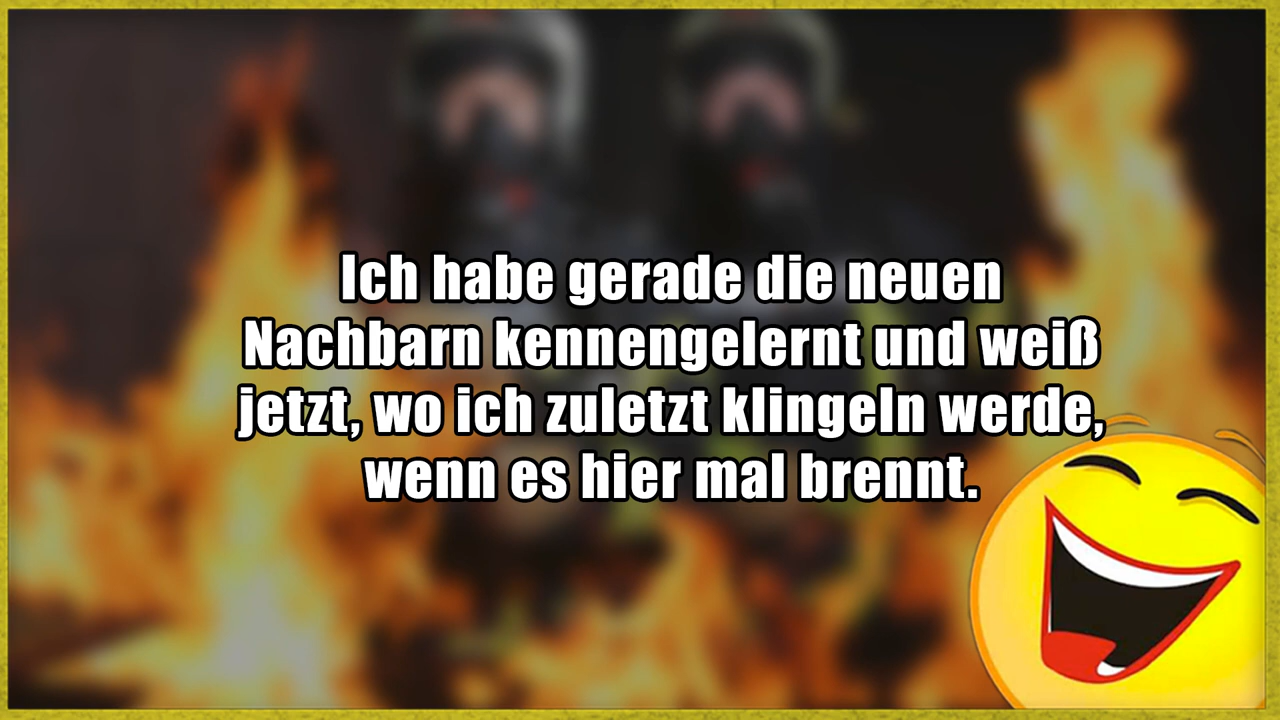 Ich habe gerade die neuen
Nachbarn kennengelernt und weiß
jetzt, wo ich zuletzt klingeln werde,
wenn es hier mal brennt.